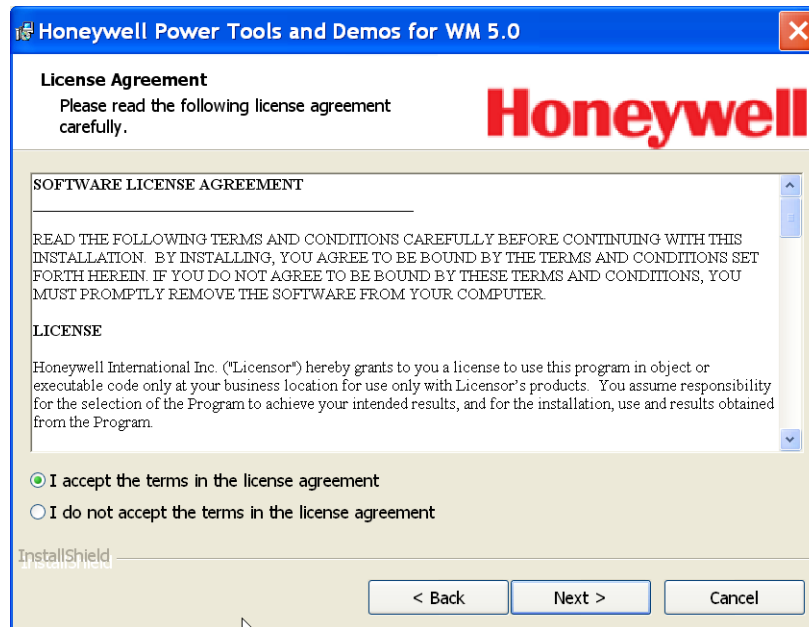 Honeywell Power Tools and Demos for WM 5.0
License Agreement
Please read the following license agreement
carefully.
Honeywell
SOFTWARE LICENSE AGREEMENT
READ THE FOLLOWING TERMS AND CONDITIONS CAREFULLY BEFORE CONTINUING WITH THIS
INSTALLATION. BY INSTALLING, YOU AGREE TO BE BOUND BY THE TERMS AND CONDITIONS SET
FORTH HEREIN. IF YOU DO NOT AGREE TO BE BOUND BY THESE TERMS AND CONDITIONS, YOU
MUST PROMPTLY REMOVE THE SOFTWARE FROM YOUR COMPUTER.
LICENSE
Honeywell International Inc. ("Licensor") hereby grants to you a license to use this program in object or
executable code only at your business location for use only with Licensor's products. You assume responsibility
for the selection of the Program to achieve your intended results, and for the installation, use and results obtained
from the Program.
I accept the terms in the license agreement
I do not accept the terms in the license agreement
InstallShield
< Back
Next >
Cancel